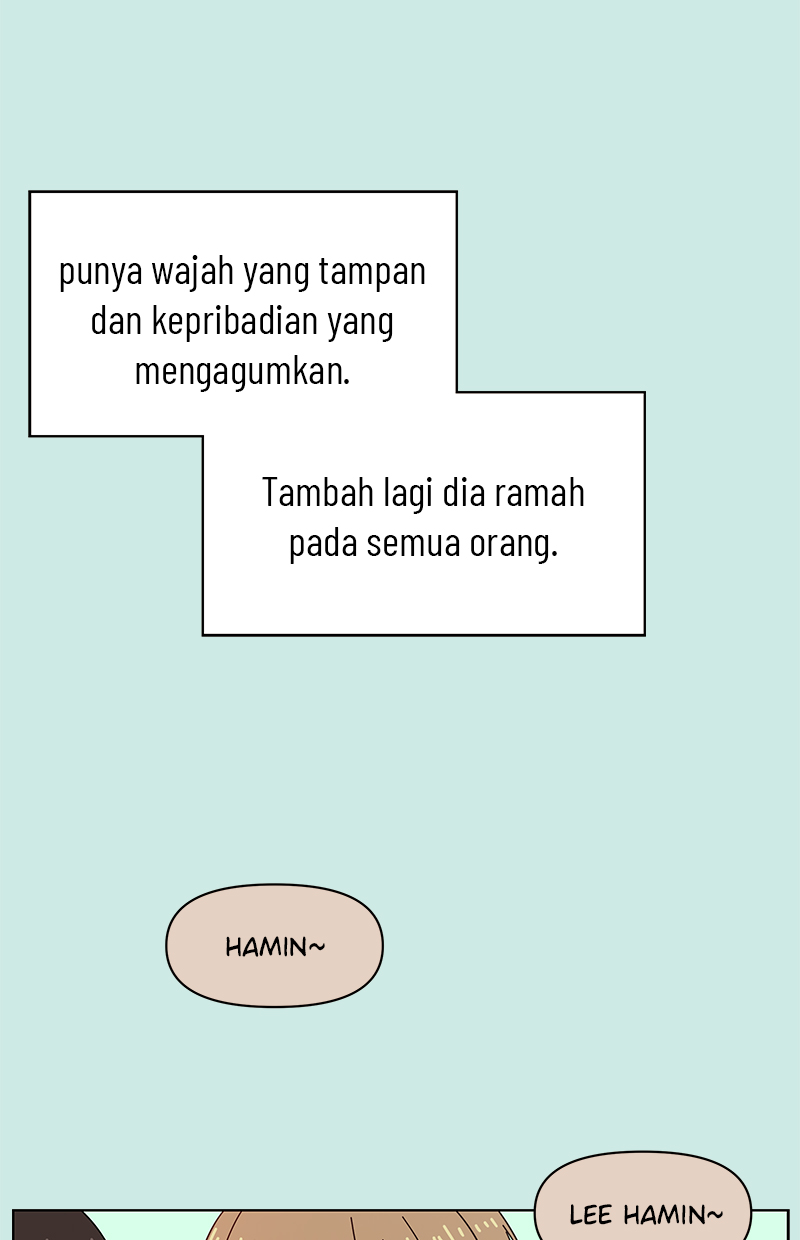 punya wajah yang tampan
dan kepribadian yang
mengagumkan.
Tambah lagi dia ramah
pada semua orang.
HAMIN~
LEE HAMIN~